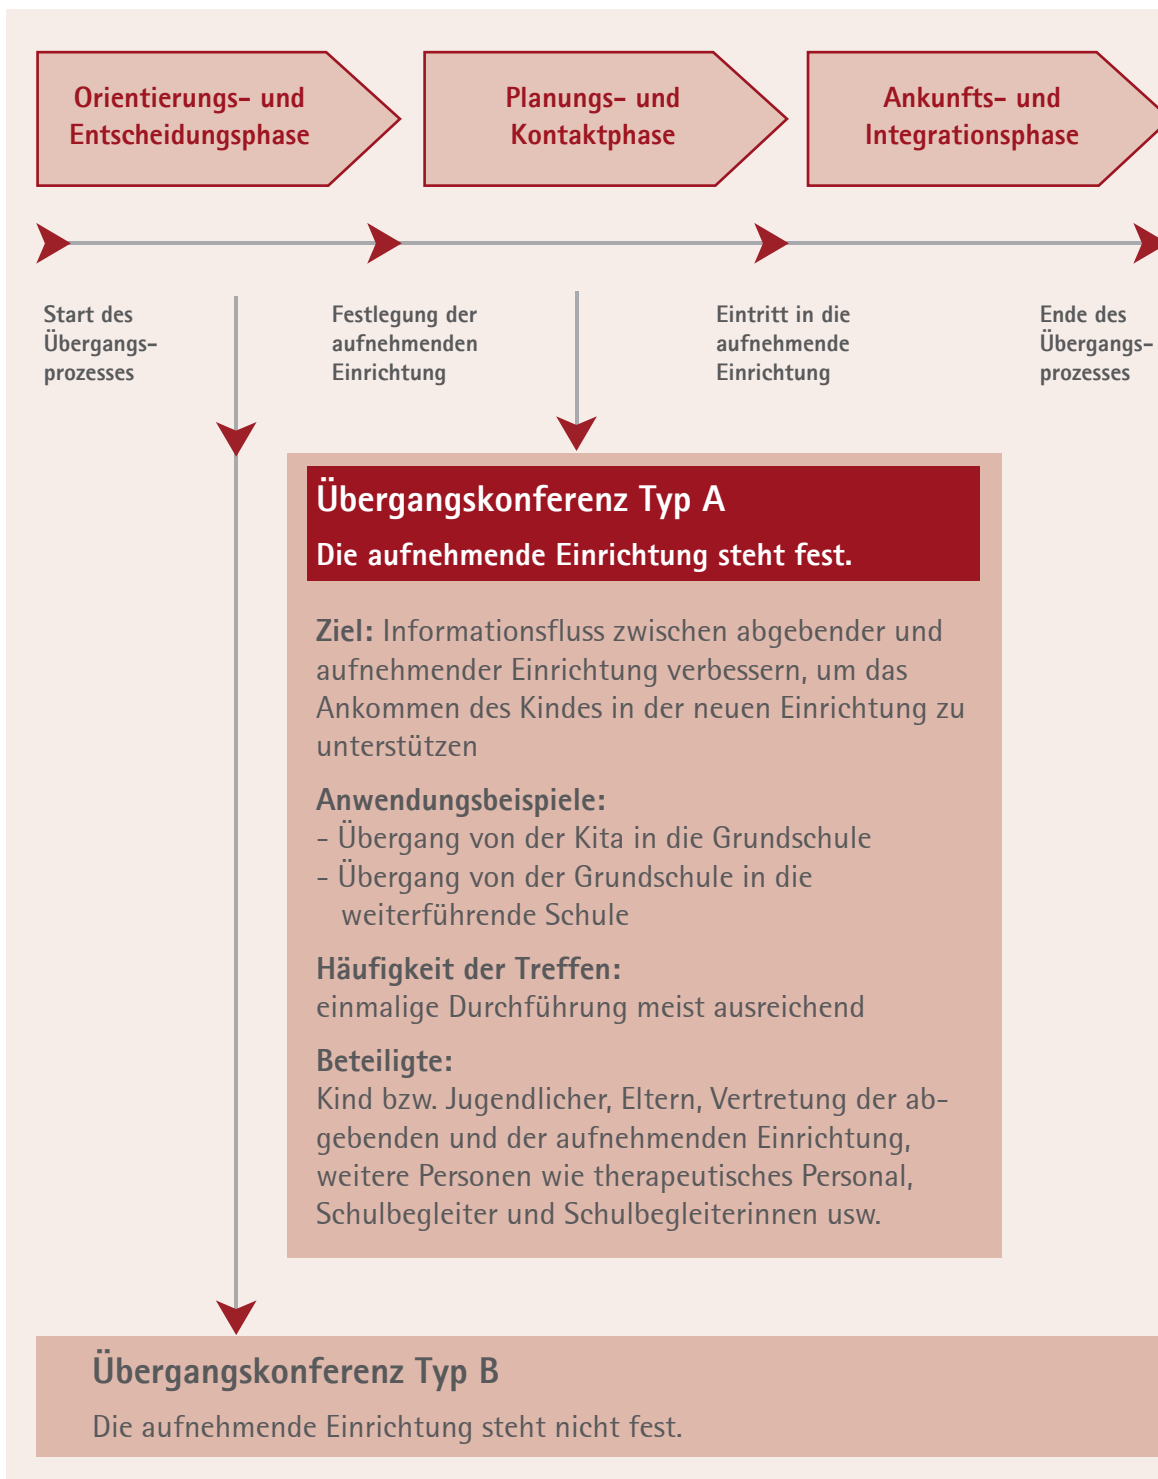 Orientierungs- und
Entscheidungsphase
Planungs- und
Kontaktphase
Ankunfts- und
Integrationsphase
Start des
Übergangs-
prozesses
Festlegung der
aufnehmenden
Einrichtung
Eintritt in die
aufnehmende
Einrichtung
Ende des
Übergangs-
prozesses
Übergangskonferenz Typ A
Die aufnehmende Einrichtung steht fest.
Ziel: Informationsfluss zwischen abgebender und
aufnehmender Einrichtung verbessern, um das
Ankommen des Kindes in der neuen Einrichtung zu
unterstützen
Anwendungsbeispiele:
- Übergang von der Kita in die Grundschule
- Übergang von der Grundschule in die
weiterführende Schule
Häufigkeit der Treffen:
einmalige Durchführung meist ausreichend
Beteiligte:
Kind bzw. Jugendlicher, Eltern, Vertretung der ab-
gebenden und der aufnehmenden Einrichtung,
weitere Personen wie therapeutisches Personal,
Schulbegleiter und Schulbegleiterinnen usw.
Übergangskonferenz Typ B
Die aufnehmende Einrichtung steht nicht fest.